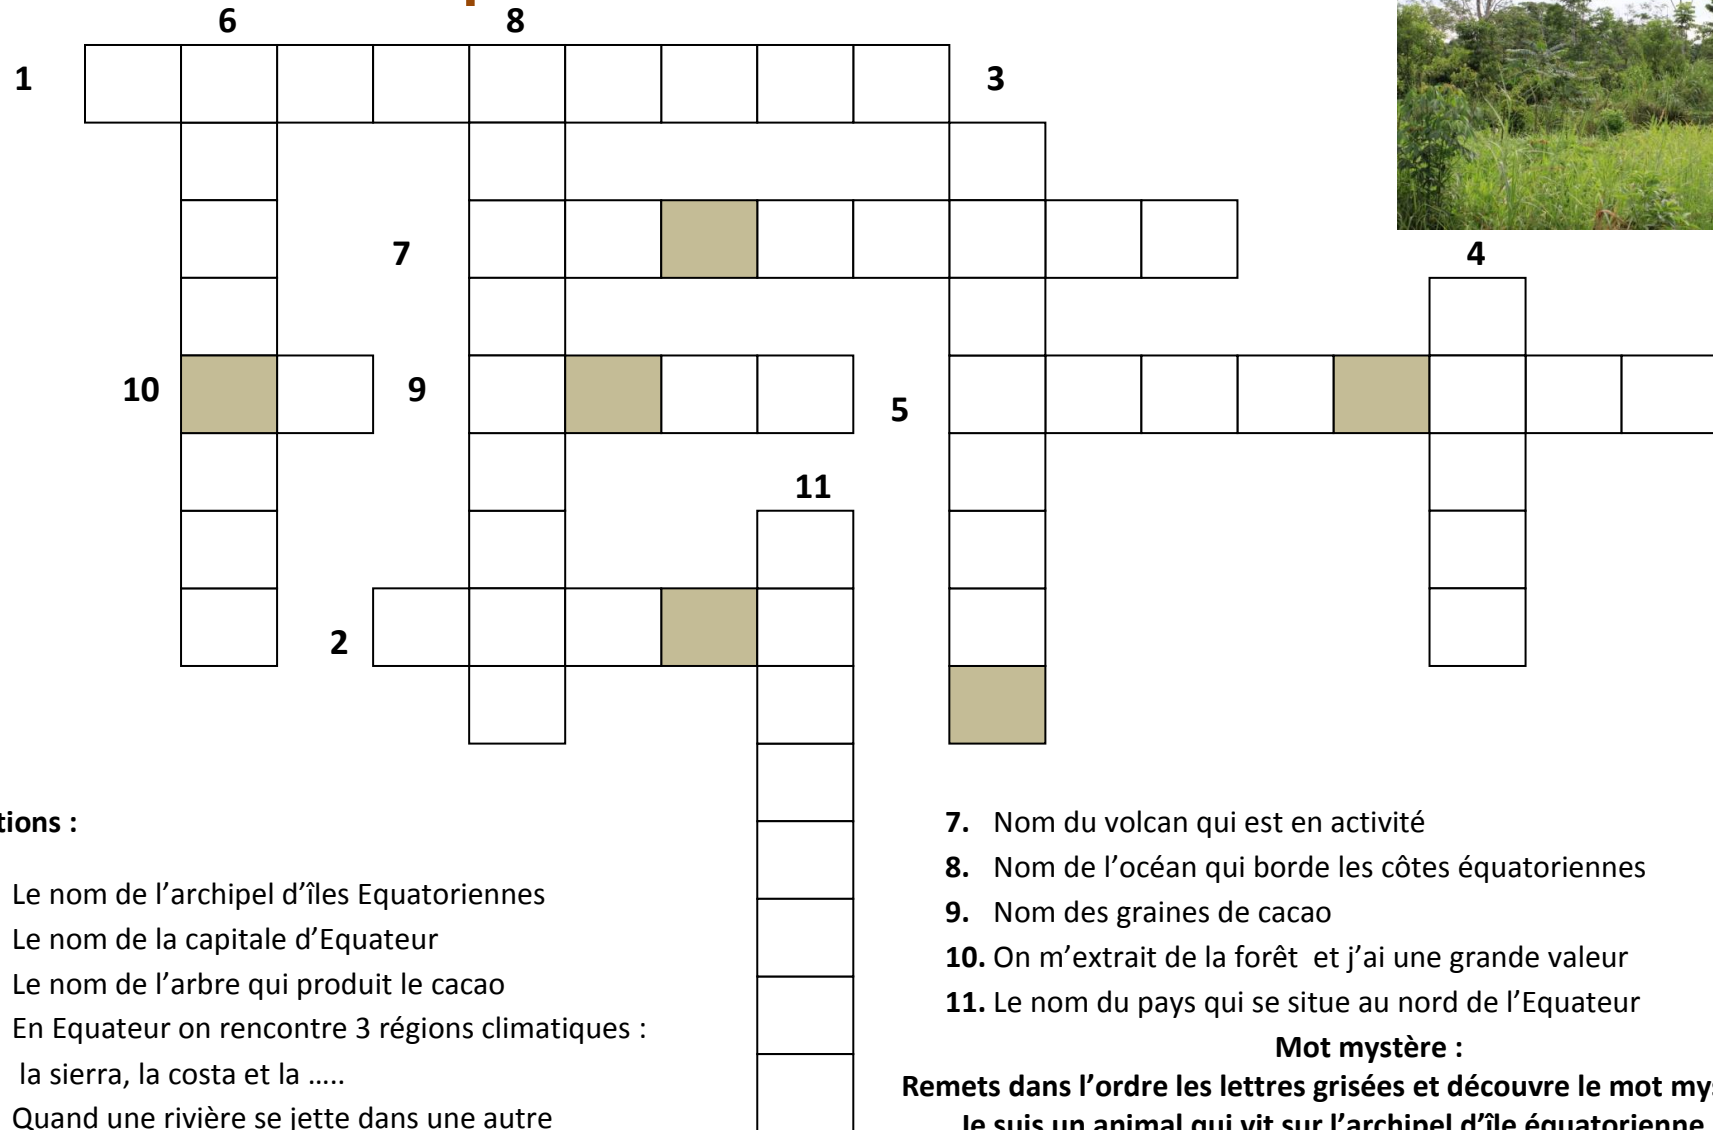 6 8
1 3
7 4
10 9 5
11
2
tions :
Le nom de l’archipel d’îles Equatoriennes
Le nom de la capitale d’Equateur
Le nom de l’arbre qui produit le cacao
En Equateur on rencontre 3 régions climatiques :
la sierra, la costa et la …..
Quand une rivière se jette dans une autre
7. Nom du volcan qui est en activité
8. Nom de l’océan qui borde les côtes équatoriennes
9. Nom des graines de cacao
10. On m’extrait de la forêt et j’ai une grande valeur
11. Le nom du pays qui se situe au nord de l’Equateur
Mot mystère :
Remets dans l’ordre les lettres grisées et découvre le mot my
Je suis un animal qui vit sur l’archipel d’île équatorienne